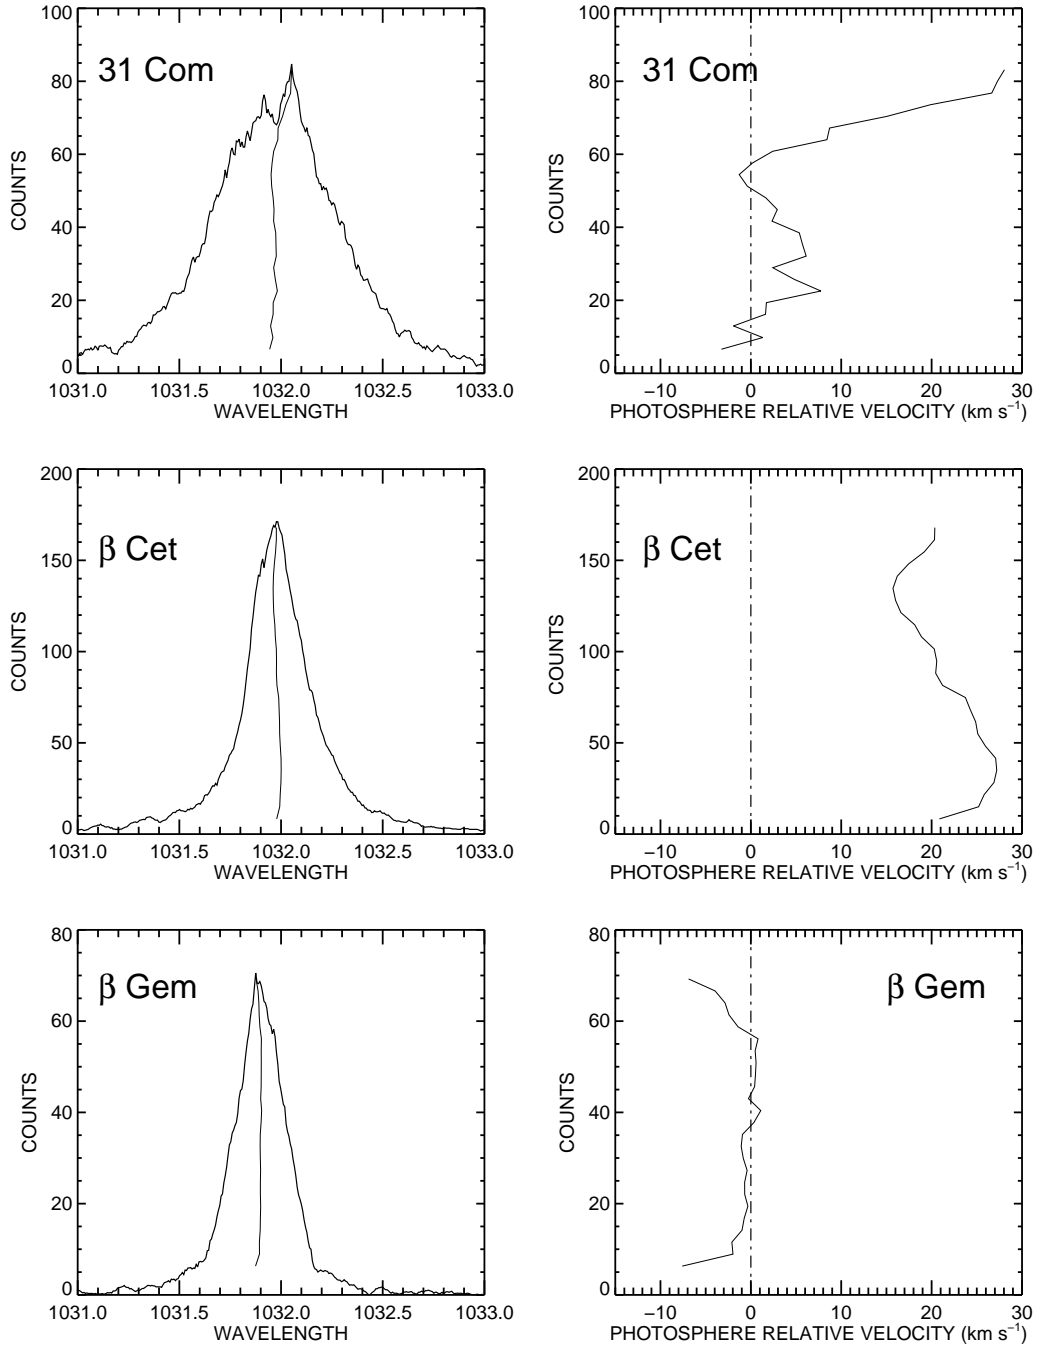 31 Com
COUNTS
100
80
60
40
20
0
1031.0 1031.5 1032.0 1032.5 1033.0
WAVELENGTH
31 Com
COUNTS
100
80
60
40
20
0
−10 0 10 20 30
PHOTOSPHERE RELATIVE VELOCITY (km s⁻¹)
β Cet
COUNTS
200
150
100
50
0
1031.0 1031.5 1032.0 1032.5 1033.0
WAVELENGTH
β Cet
COUNTS
200
150
100
50
0
−10 0 10 20 30
PHOTOSPHERE RELATIVE VELOCITY (km s⁻¹)
β Gem
COUNTS
80
60
40
20
0
1031.0 1031.5 1032.0 1032.5 1033.0
WAVELENGTH
β Gem
COUNTS
80
60
40
20
0
−10 0 10 20 30
PHOTOSPHERE RELATIVE VELOCITY (km s⁻¹)